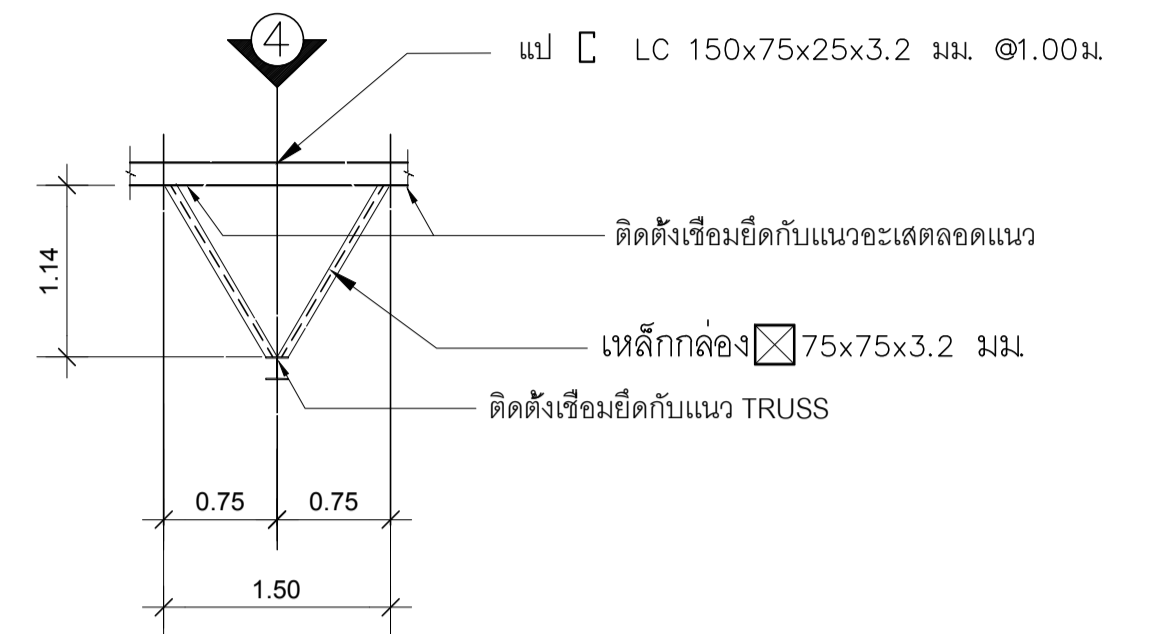 4
แป LC 150x75x25x3.2 มม. @1.00ม.
ติดตั้งเชื่อมยึดกับแนวอะเสตลอดแนว
1.14
เหล็กกล่อง 75x75x3.2 มม.
ติดตั้งเชื่อมยึดกับแนว TRUSS
0.75 0.75
1.50